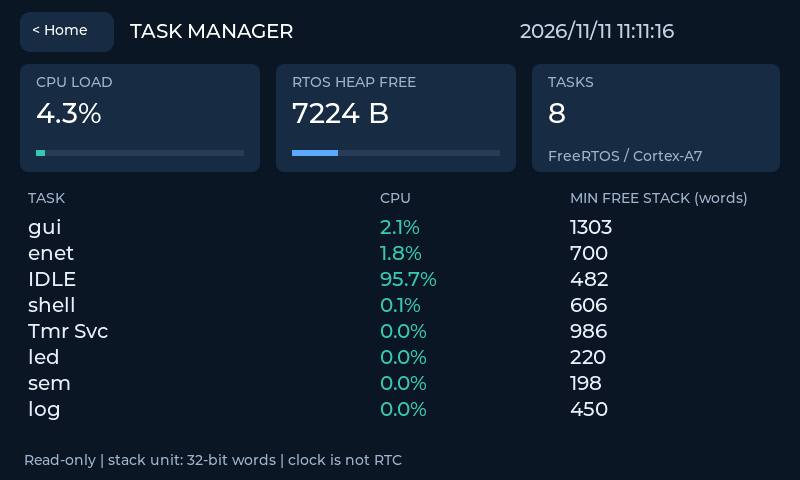 < Home TASK MANAGER 2026/11/11 11:11:16
CPU LOAD RTOS HEAP FREE TASKS
4.3% 7224 B 8
FreeRTOS / Cortex-A7
TASK CPU MIN FREE STACK (words)
gui 2.1% 1303
enet 1.8% 700
IDLE 95.7% 482
shell 0.1% 606
Tmr Svc 0.0% 986
led 0.0% 220
sem 0.0% 198
log 0.0% 450
Read-only | stack unit: 32-bit words | clock is not RTC